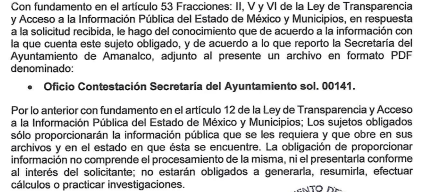 Con fundamento en el artículo 53 Fracciones: II, V y VI de la Ley de Transparencia
y Acceso a la Información Pública del Estado de México y Municipios, en respuesta
a la solicitud recibida, le hago del conocimiento que de acuerdo a la información con
la que cuenta este sujeto obligado, y de acuerdo a lo que reporto la Secretaría del
Ayuntamiento de Amanalco, adjunto al presente un archivo en formato PDF
denominado:
• Oficio Contestación Secretaría del Ayuntamiento sol. 00141.
Por lo anterior con fundamento en el artículo 12 de la Ley de Transparencia y Acceso
a la Información Pública del Estado de México y Municipios; Los sujetos obligados
sólo proporcionarán la información pública que se les requiera y que obre en sus
archivos y en el estado en que ésta se encuentre. La obligación de proporcionar
información no comprende el procesamiento de la misma, ni el presentarla conforme
al interés del solicitante; no estarán obligados a generarla, resumirla, efectuar
cálculos o practicar investigaciones.